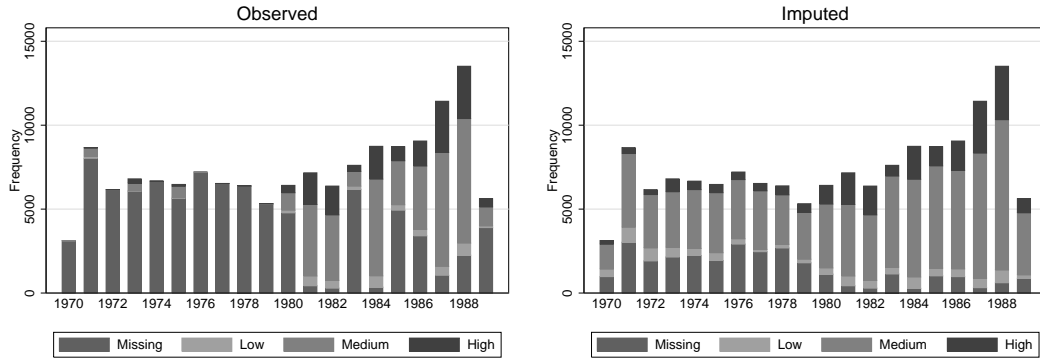 Observed
Imputed
Frequency
0 5000 10000 15000
1970 1972 1974 1976 1978 1980 1982 1984 1986 1988
Missing Low Medium High
Frequency
0 5000 10000 15000
1970 1972 1974 1976 1978 1980 1982 1984 1986 1988
Missing Low Medium High